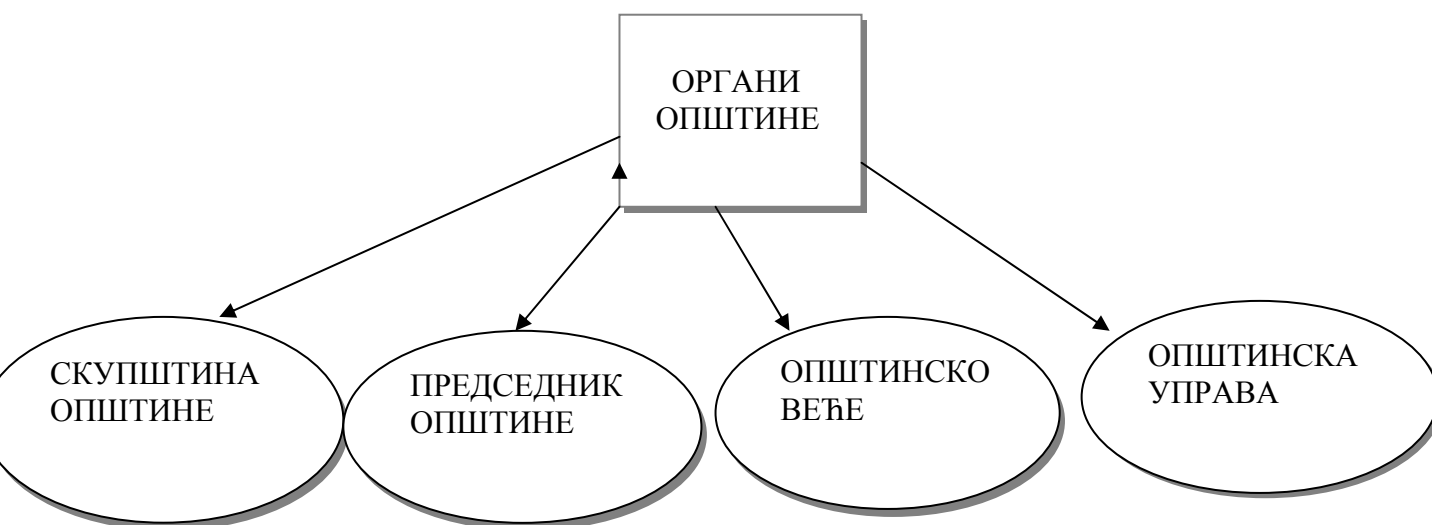 ОРГАНИ
ОПШТИНЕ
СКУПШТИНА
ОПШТИНЕ
ПРЕДСЕДНИК
ОПШТИНЕ
ОПШТИНСКО
ВЕЋЕ
ОПШТИНСКА
УПРАВА